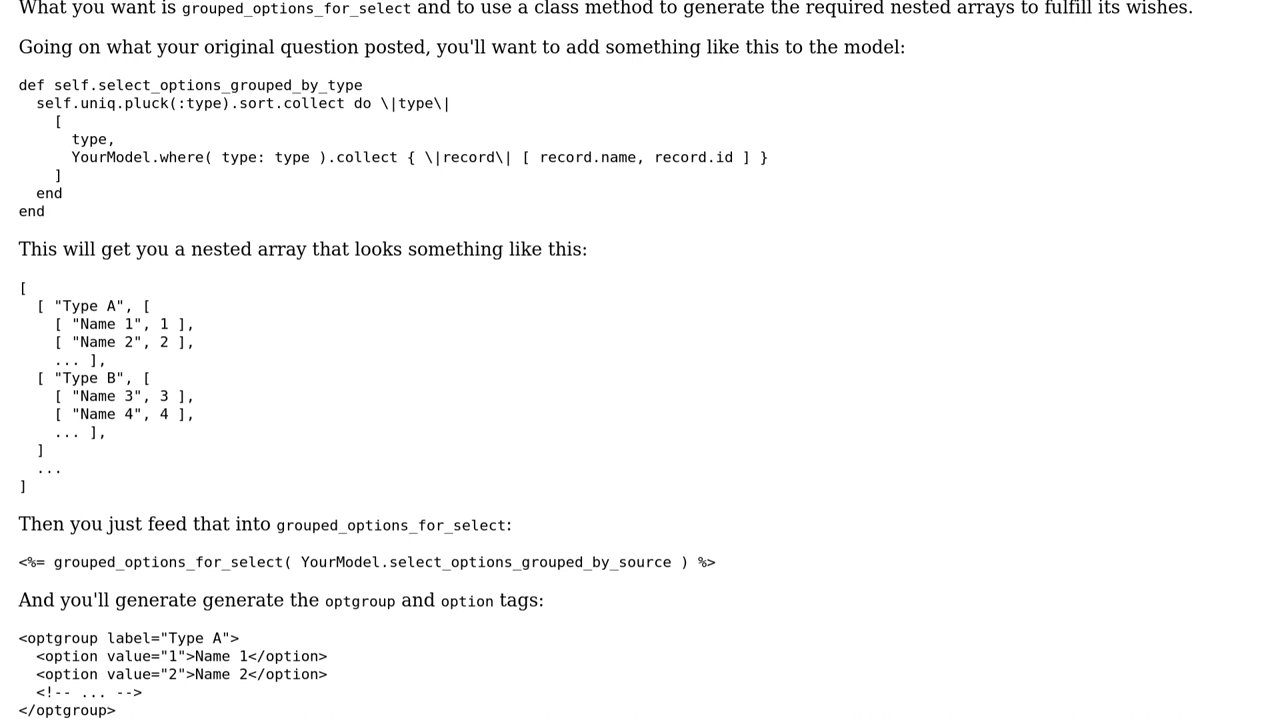 What you want is grouped_options_for_select and to use a class method to generate the required nested arrays to fulfill its wishes.
Going on what your original question posted, you'll want to add something like this to the model:
def self.select_options_grouped_by_type
  self.uniq.pluck(:type).sort.collect do \|type\|
    [
      type,
      YourModel.where( type: type ).collect { \|record\| [ record.name, record.id ] }
    ]
  end
end
This will get you a nested array that looks something like this:
[
  [ "Type A", [
    [ "Name 1", 1 ],
    [ "Name 2", 2 ],
    ... ],
  [ "Type B", [
    [ "Name 3", 3 ],
    [ "Name 4", 4 ],
    ... ],
  ]
  ...
]
Then you just feed that into grouped_options_for_select:
<%= grouped_options_for_select( YourModel.select_options_grouped_by_source ) %>
And you'll generate generate the optgroup and option tags:
<optgroup label="Type A">
  <option value="1">Name 1</option>
  <option value="2">Name 2</option>
  <!-- ... -->
</optgroup>